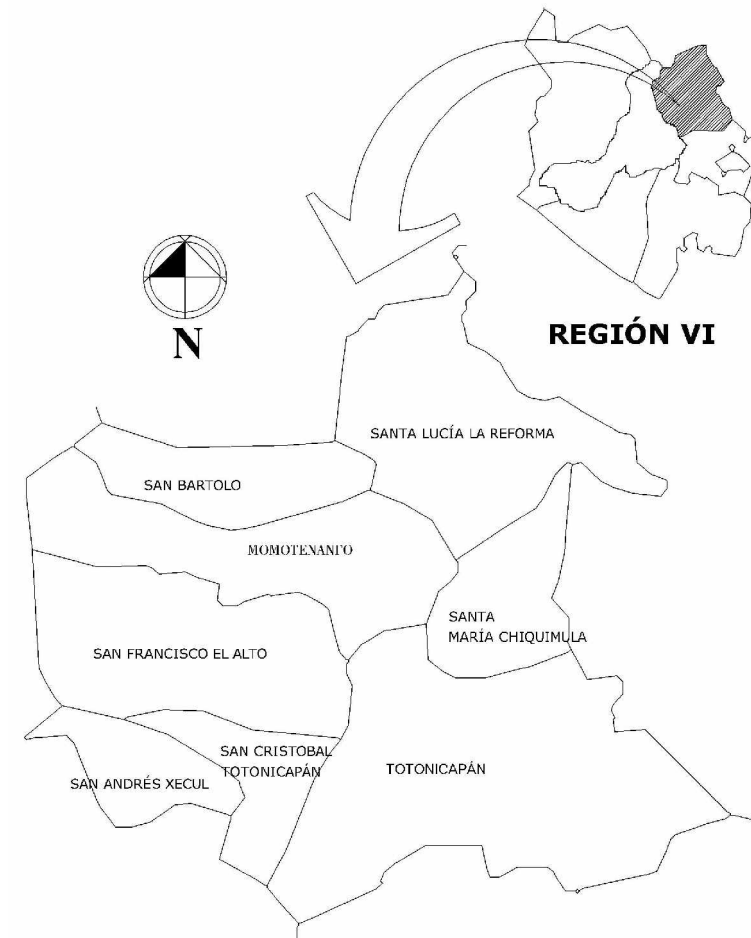 N
REGIÓN VI
SANTA LUCÍA LA REFORMA
SAN BARTOLO
MOMOTENANTO
SANTA
MARÍA CHIQUIMULA
SAN FRANCISCO EL ALTO
SAN CRISTOBAL
TOTONICAPÁN
TOTONICAPÁN
SAN ANDRÉS XECUL